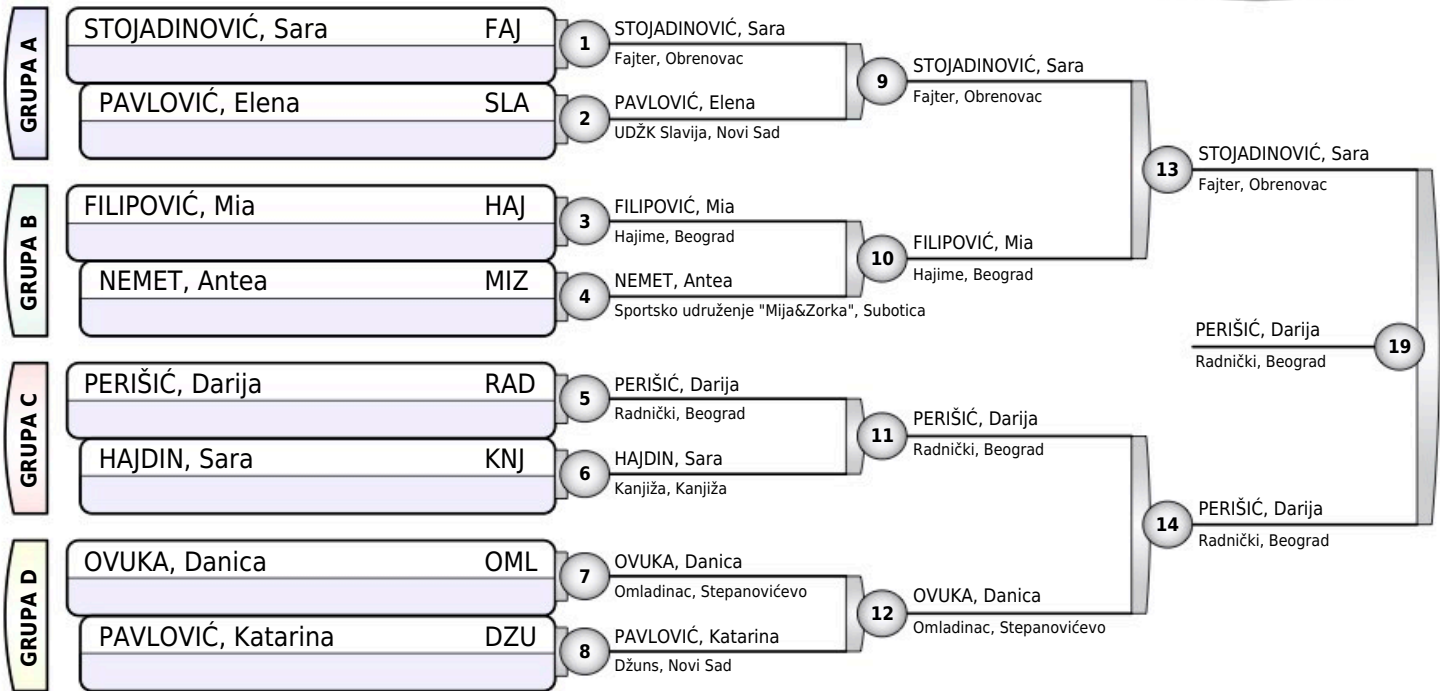 GRUPA A
STOJADINOVIĆ, Sara FAJ
PAVLOVIĆ, Elena SLA
1
STOJADINOVIĆ, Sara
Fajter, Obrenovac
2
PAVLOVIĆ, Elena
UDŽK Slavija, Novi Sad
9
STOJADINOVIĆ, Sara
Fajter, Obrenovac
GRUPA B
FILIPOVIĆ, Mia HAJ
NEMET, Antea MIZ
3
FILIPOVIĆ, Mia
Hajime, Beograd
4
NEMET, Antea
Sportsko udruženje "Mija&Zorka", Subotica
10
FILIPOVIĆ, Mia
Hajime, Beograd
13
STOJADINOVIĆ, Sara
Fajter, Obrenovac
GRUPA C
PERIŠIĆ, Darija RAD
HAJDIN, Sara KNJ
5
PERIŠIĆ, Darija
Radnički, Beograd
6
HAJDIN, Sara
Kanjiža, Kanjiža
11
PERIŠIĆ, Darija
Radnički, Beograd
GRUPA D
OVUKA, Danica OML
PAVLOVIĆ, Katarina DZU
7
OVUKA, Danica
Omladinac, Stepanovićevo
8
PAVLOVIĆ, Katarina
Džuns, Novi Sad
12
OVUKA, Danica
Omladinac, Stepanovićevo
14
PERIŠIĆ, Darija
Radnički, Beograd
PERIŠIĆ, Darija
Radnički, Beograd
19